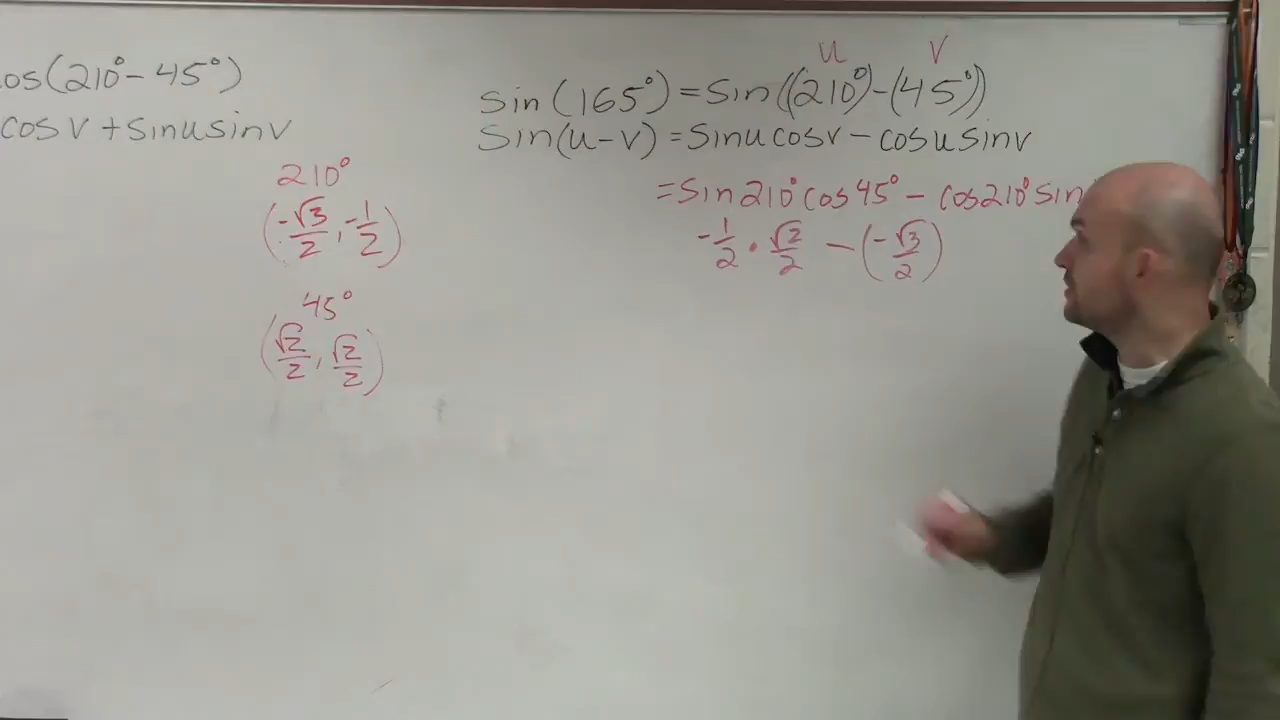 os(210° - 45°)
cos v + sin u sin v
210°
(-√3/2, -1/2)
45°
(√2/2, √2/2)
u v
sin(165°) = sin((210°) - (45°))
sin(u - v) = sin u cos v - cos u sin v
= sin 210° cos 45° - cos 210° sin
-1/2 · √2/2 - (-√3/2)